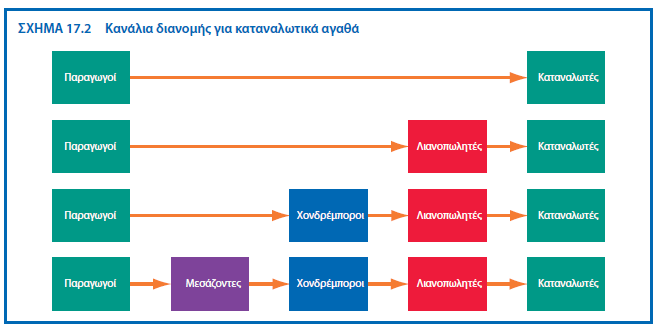 ΣΧΗΜΑ 17.2 Κανάλια διανομής για καταναλωτικά αγαθά
Παραγωγοί Καταναλωτές
Παραγωγοί Λιανοπωλητές Καταναλωτές
Παραγωγοί Χονδρέμποροι Λιανοπωλητές Καταναλωτές
Παραγωγοί Μεσάζοντες Χονδρέμποροι Λιανοπωλητές Καταναλωτές